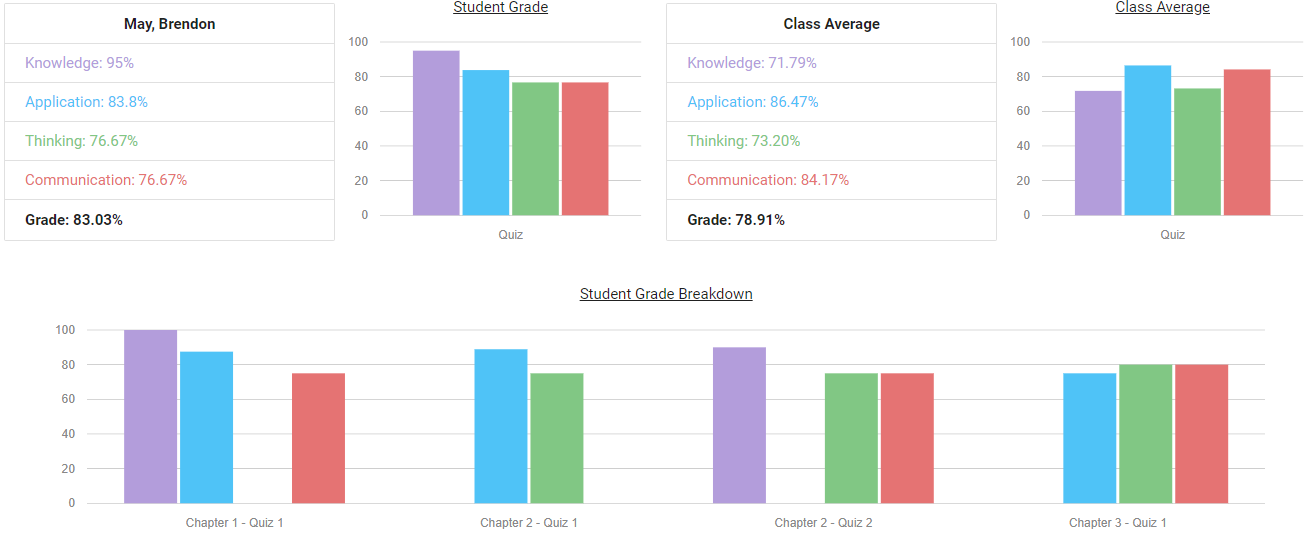 May, Brendon
Knowledge: 95%
Application: 83.8%
Thinking: 76.67%
Communication: 76.67%
Grade: 83.03%
Student Grade
100
80
60
40
20
0
Quiz
Class Average
Knowledge: 71.79%
Application: 86.47%
Thinking: 73.20%
Communication: 84.17%
Grade: 78.91%
Class Average
100
80
60
40
20
0
Quiz
Student Grade Breakdown
100
80
60
40
20
0
Chapter 1 - Quiz 1
Chapter 2 - Quiz 1
Chapter 2 - Quiz 2
Chapter 3 - Quiz 1